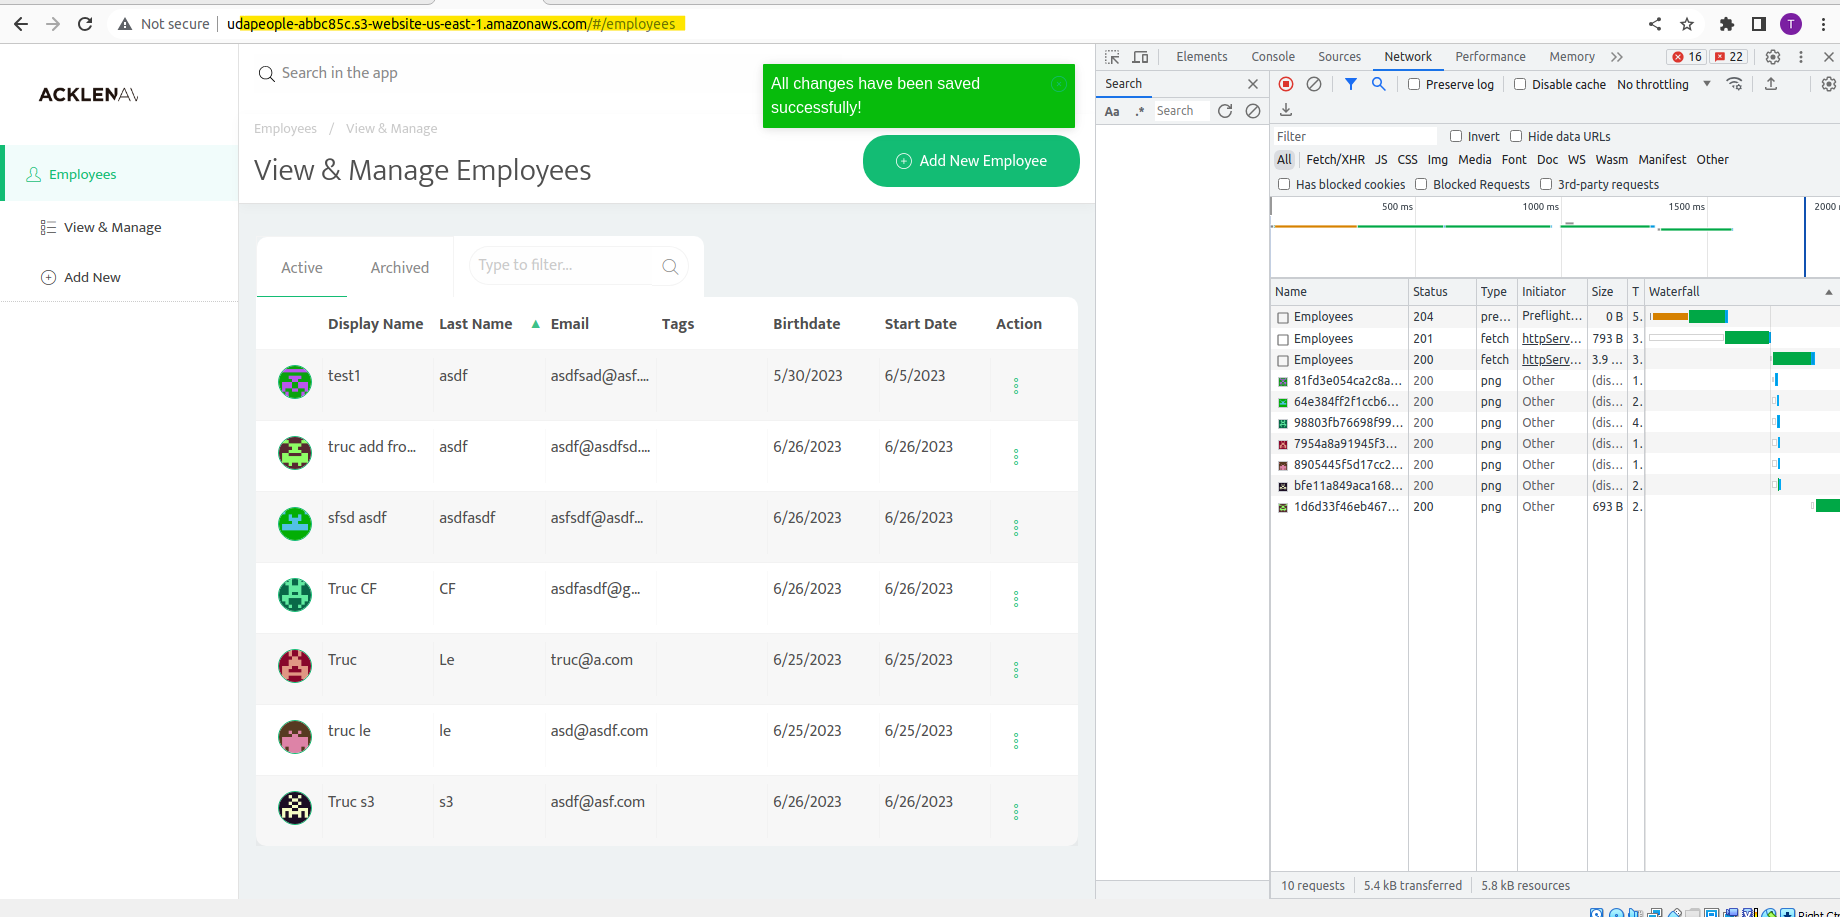 Not secure udapeople-abbc85c.s3-website-us-east-1.amazonaws.com/#/employees T
ACKLENAV
Search in the app
All changes have been saved
successfully!
Employees / View & Manage
View & Manage Employees
Add New Employee
Employees
View & Manage
Add New
Active Archived Type to filter...
Display Name Last Name Email Tags Birthdate Start Date Action
test1 asdf asdfsad@asf.... 5/30/2023 6/5/2023
truc add fro... asdf asdf@asdfsd.... 6/26/2023 6/26/2023
sfsd asdf asdfasdf asfsdf@asdf... 6/26/2023 6/26/2023
Truc CF CF asdfasdf@g... 6/26/2023 6/26/2023
Truc Le truc@a.com 6/25/2023 6/25/2023
truc le le asd@asdf.com 6/25/2023 6/25/2023
Truc s3 s3 asdf@asf.com 6/26/2023 6/26/2023
Elements Console Sources Network Performance Memory 16 22
Search
Aa .* Search
Preserve log Disable cache No throttling
Filter Invert Hide data URLs
All Fetch/XHR JS CSS Img Media Font Doc WS Wasm Manifest Other
Has blocked cookies Blocked Requests 3rd-party requests
500 ms 1000 ms 1500 ms 2000
Name Status Type Initiator Size T Waterfall
Employees 204 pre... Preflight... 0 B 5.
Employees 201 fetch httpServ... 793 B 3.
Employees 200 fetch httpServ... 3.9 ... 3.
81fd3e054ca2c8a... 200 png Other (dis... 1.
64e384ff2f1ccb6... 200 png Other (dis... 2.
98803fb76698f99... 200 png Other (dis... 4.
7954a8a91945f3... 200 png Other (dis... 1.
8905445f5d17cc2... 200 png Other (dis... 1.
bfe11a849aca168... 200 png Other (dis... 2.
1d6d33f46eb467... 200 png Other 693 B 2.
10 requests 5.4 kB transferred 5.8 kB resources
Right Ctr